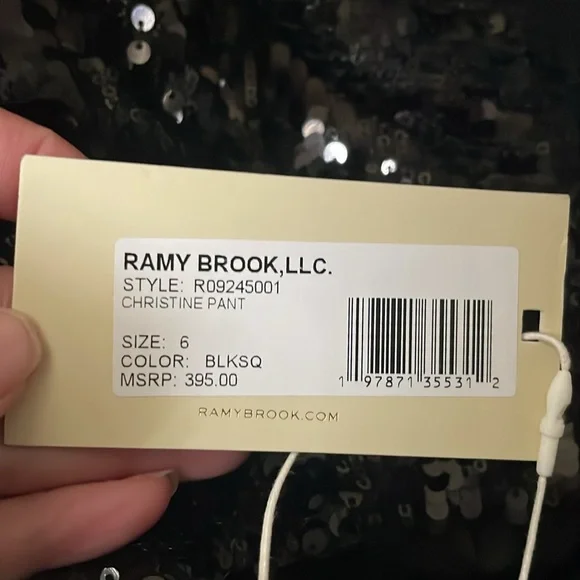 RAMY BROOK,LLC.
STYLE: R09245001
CHRISTINE PANT
SIZE: 6
COLOR: BLKSQ
MSRP: 395.00
1 97871 35531 2
RAMYBROOK.COM